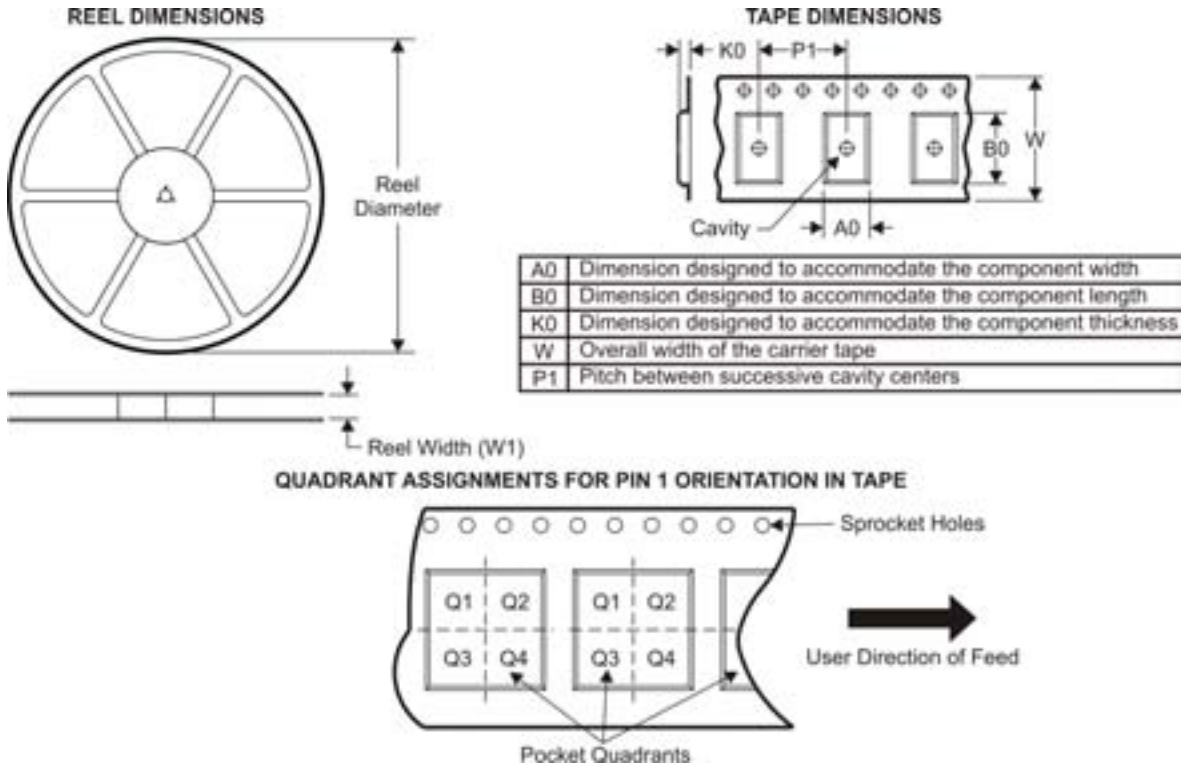 REEL DIMENSIONS
Reel
Diameter
Reel Width (W1)
TAPE DIMENSIONS
K0
P1
B0
W
Cavity
A0
A0 Dimension designed to accommodate the component width
B0 Dimension designed to accommodate the component length
K0 Dimension designed to accommodate the component thickness
W Overall width of the carrier tape
P1 Pitch between successive cavity centers
QUADRANT ASSIGNMENTS FOR PIN 1 ORIENTATION IN TAPE
Sprocket Holes
Q1 Q2 Q1 Q2
Q3 Q4 Q3 Q4
User Direction of Feed
Pocket Quadrants